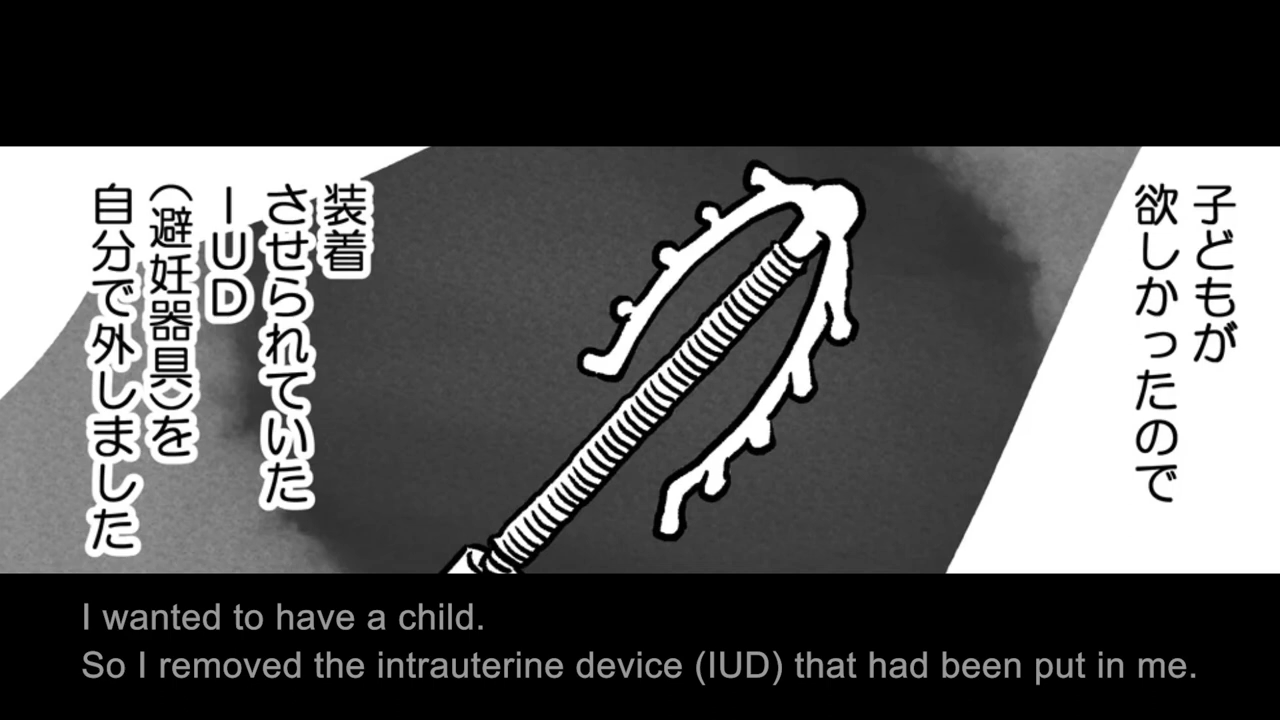 子どもが
欲しかったので
装着
させられていた
IUD
（避妊器具）を
自分で外しました
I wanted to have a child.
So I removed the intrauterine device (IUD) that had been put in me.